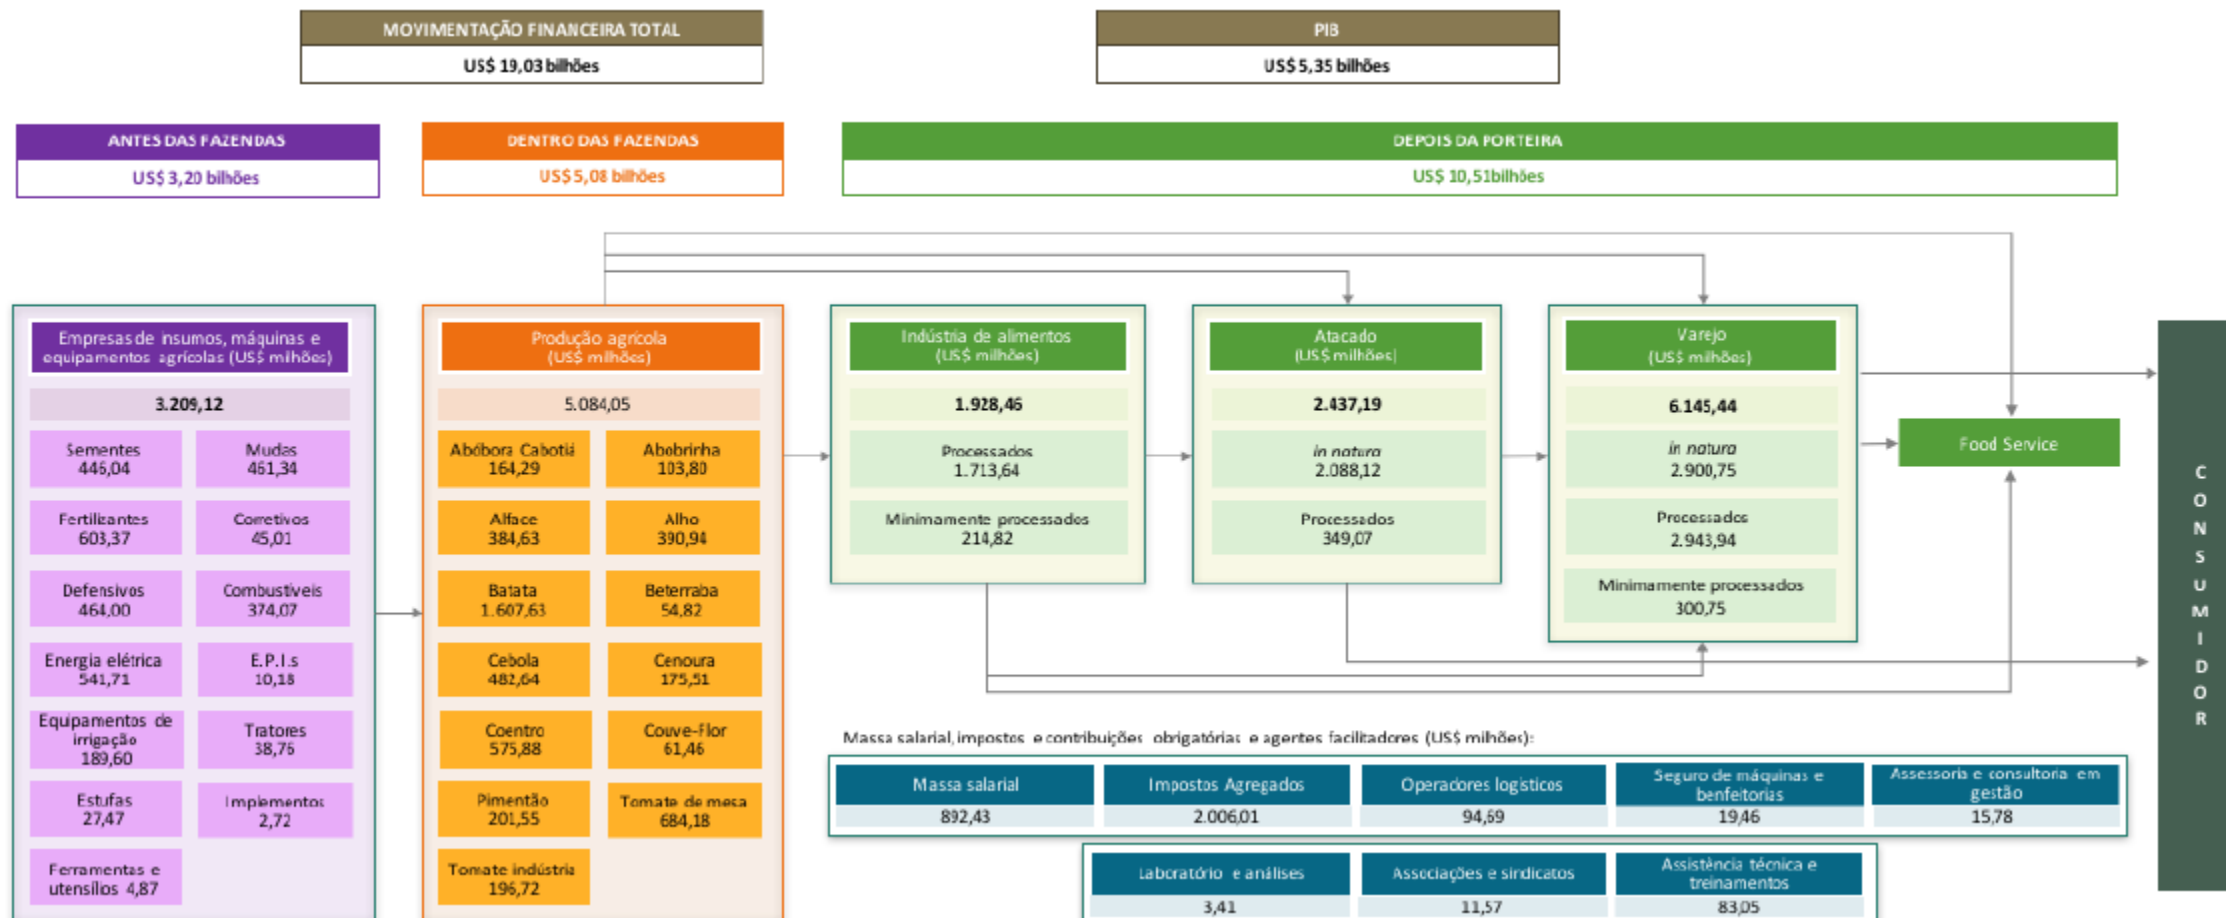 MOVIMENTAÇÃO FINANCEIRA TOTAL
US$ 19,03 bilhões
PIB
US$ 5,35 bilhões
ANTES DAS FAZENDAS
US$ 3,20 bilhões
DENTRO DAS FAZENDAS
US$ 5,08 bilhões
DEPOIS DA PORTEIRA
US$ 10,51bilhões
Empresas de insumos, máquinas e
equipamentos agrícolas (US$ milhões)
3.209,12
Sementes
446,04
Mudas
461,34
Fertilizantes
603,37
Corretivos
45,01
Defensivos
464,00
Combustíveis
374,07
Energia elétrica
541,71
E.P.I.s
10,18
Equipamentos de
irrigação
189,60
Tratores
38,76
Estufas
27,47
Implementos
2,72
Ferramentas e
utensílios 4,87
Produção agrícola
(US$ milhões)
5.084,05
Abóbora Cabotiá
164,29
Abobrinha
103,80
Alface
384,63
Alho
390,94
Batata
1.607,63
Beterraba
54,82
Cebola
482,64
Cenoura
175,51
Coentro
575,88
Couve-Flor
61,46
Pimentão
201,55
Tomate de mesa
684,18
Tomate indústria
196,72
Indústria de alimentos
(US$ milhões)
1.928,46
Processados
1.713,64
Minimamente processados
214,82
Atacado
(US$ milhões)
2.437,19
in natura
2.088,12
Processados
349,07
Varejo
(US$ milhões)
6.145,44
in natura
2.900,75
Processados
2.943,94
Minimamente processados
300,75
Food Service
CONSUMIDOR
Massa salarial, impostos e contribuições obrigatórias e agentes facilitadores (US$ milhões):
Massa salarial
892,43
Impostos Agregados
2.006,01
Operadores logísticos
94,69
Seguro de máquinas e
benfeitorias
19,46
Assessoria e consultoria em
gestão
15,78
Laboratório e análises
3,41
Associações e sindicatos
11,57
Assistência técnica e
treinamentos
83,05